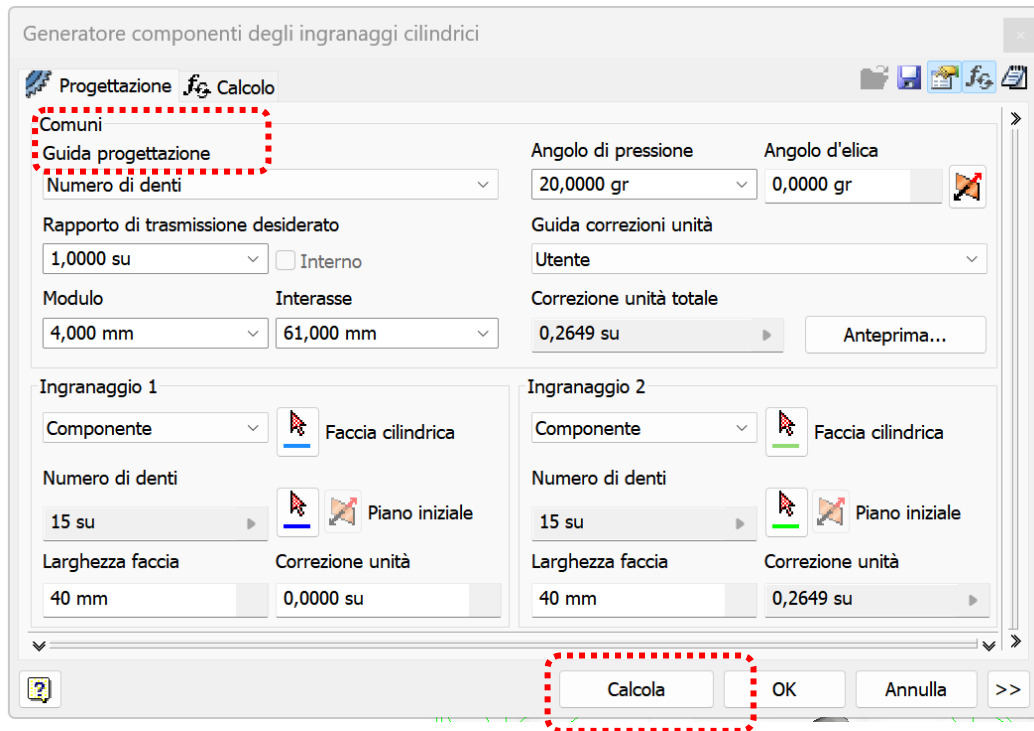 Generatore componenti degli ingranaggi cilindrici
Progettazione
Calcolo
Comuni
Guida progettazione
Numero di denti
Angolo di pressione
Angolo d'elica
20,0000 gr
0,0000 gr
Rapporto di trasmissione desiderato
1,0000 su
Interno
Guida correzioni unità
Utente
Modulo
Interasse
4,000 mm
61,000 mm
Correzione unità totale
0,2649 su
Anteprima...
Ingranaggio 1
Componente
Faccia cilindrica
Numero di denti
15 su
Piano iniziale
Larghezza faccia
Correzione unità
40 mm
0,0000 su
Ingranaggio 2
Componente
Faccia cilindrica
Numero di denti
15 su
Piano iniziale
Larghezza faccia
Correzione unità
40 mm
0,2649 su
Calcola
OK
Annulla
>>